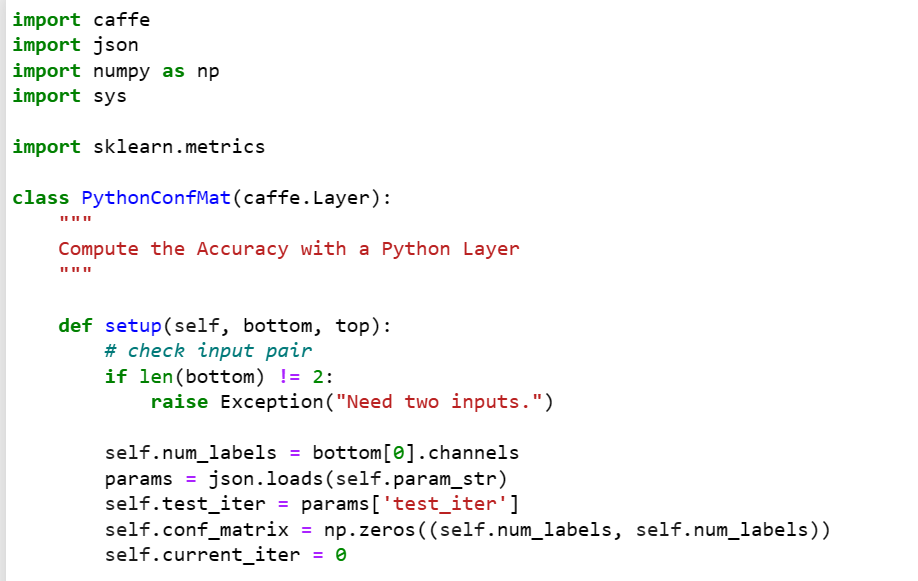 import caffe
import json
import numpy as np
import sys

import sklearn.metrics

class PythonConfMat(caffe.Layer):
    """
    Compute the Accuracy with a Python Layer
    """

    def setup(self, bottom, top):
        # check input pair
        if len(bottom) != 2:
            raise Exception("Need two inputs.")

        self.num_labels = bottom[0].channels
        params = json.loads(self.param_str)
        self.test_iter = params['test_iter']
        self.conf_matrix = np.zeros((self.num_labels, self.num_labels))
        self.current_iter = 0